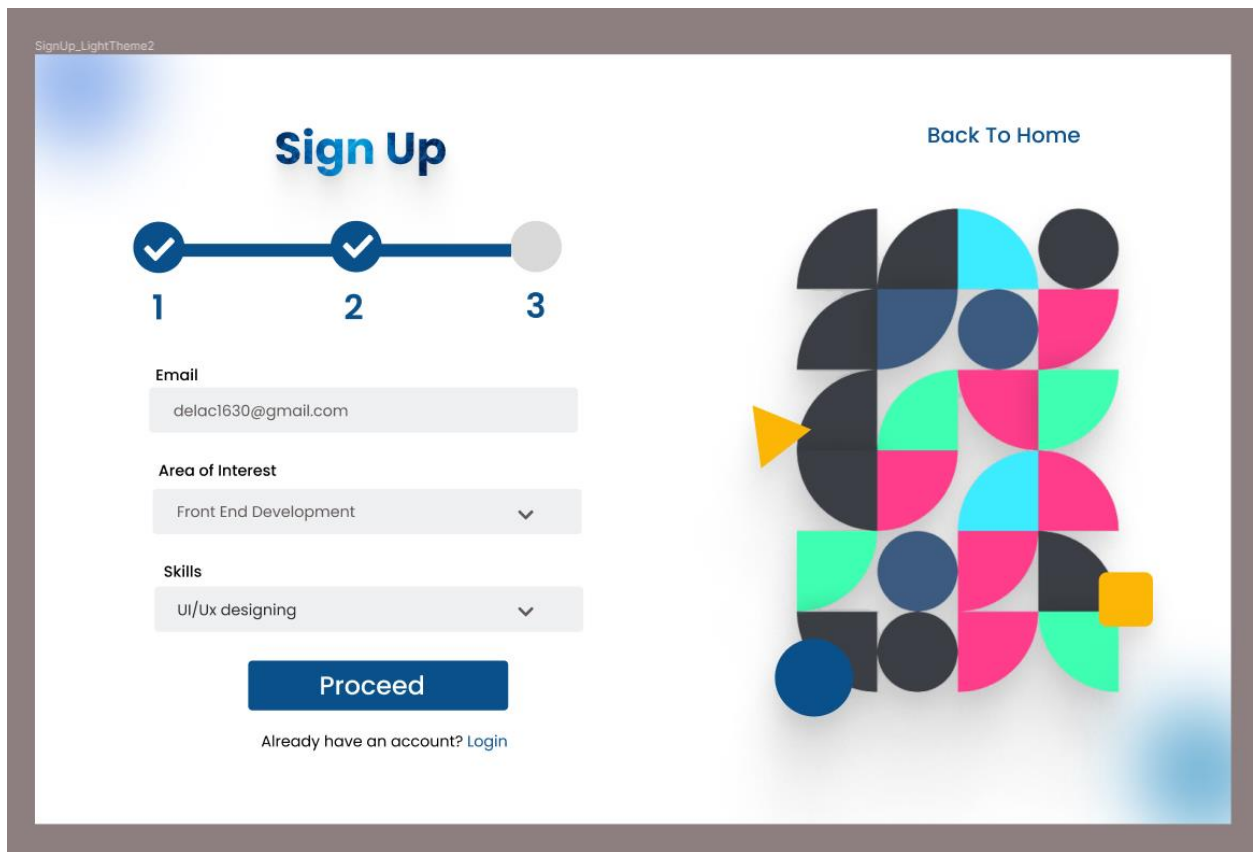 SignUp_LightTheme2
Sign Up
Back To Home
1 2 3
Email
delac1630@gmail.com
Area of Interest
Front End Development
Skills
UI/Ux designing
Proceed
Already have an account? Login